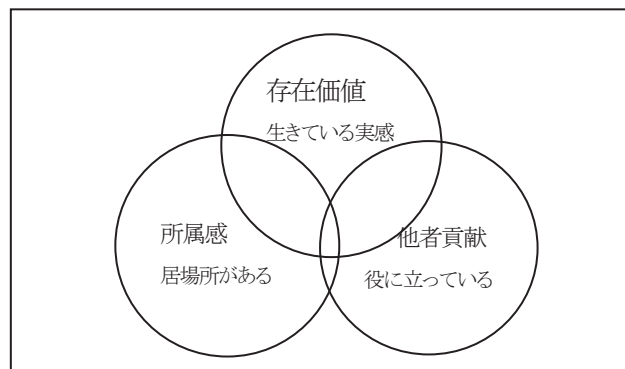 存在価値
生きている実感
所属感
居場所がある
他者貢献
役に立っている